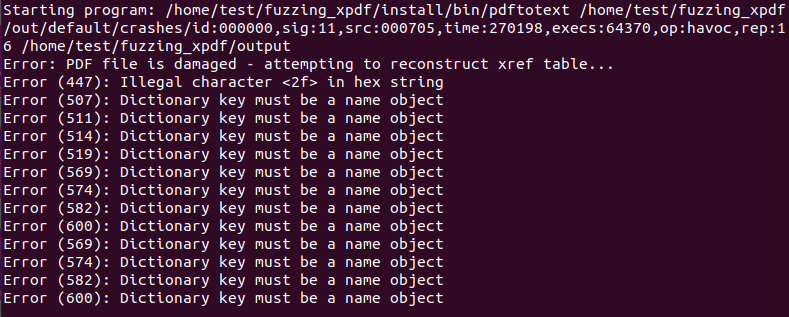 Starting program: /home/test/fuzzing_xpdf/install/bin/pdftotext /home/test/fuzzing_xpdf
/out/default/crashes/id:000000,sig:11,src:000705,time:270198,execs:64370,op:havoc,rep:1
6 /home/test/fuzzing_xpdf/output
Error: PDF file is damaged - attempting to reconstruct xref table...
Error (447): Illegal character <2f> in hex string
Error (507): Dictionary key must be a name object
Error (511): Dictionary key must be a name object
Error (514): Dictionary key must be a name object
Error (519): Dictionary key must be a name object
Error (569): Dictionary key must be a name object
Error (574): Dictionary key must be a name object
Error (582): Dictionary key must be a name object
Error (600): Dictionary key must be a name object
Error (569): Dictionary key must be a name object
Error (574): Dictionary key must be a name object
Error (582): Dictionary key must be a name object
Error (600): Dictionary key must be a name object